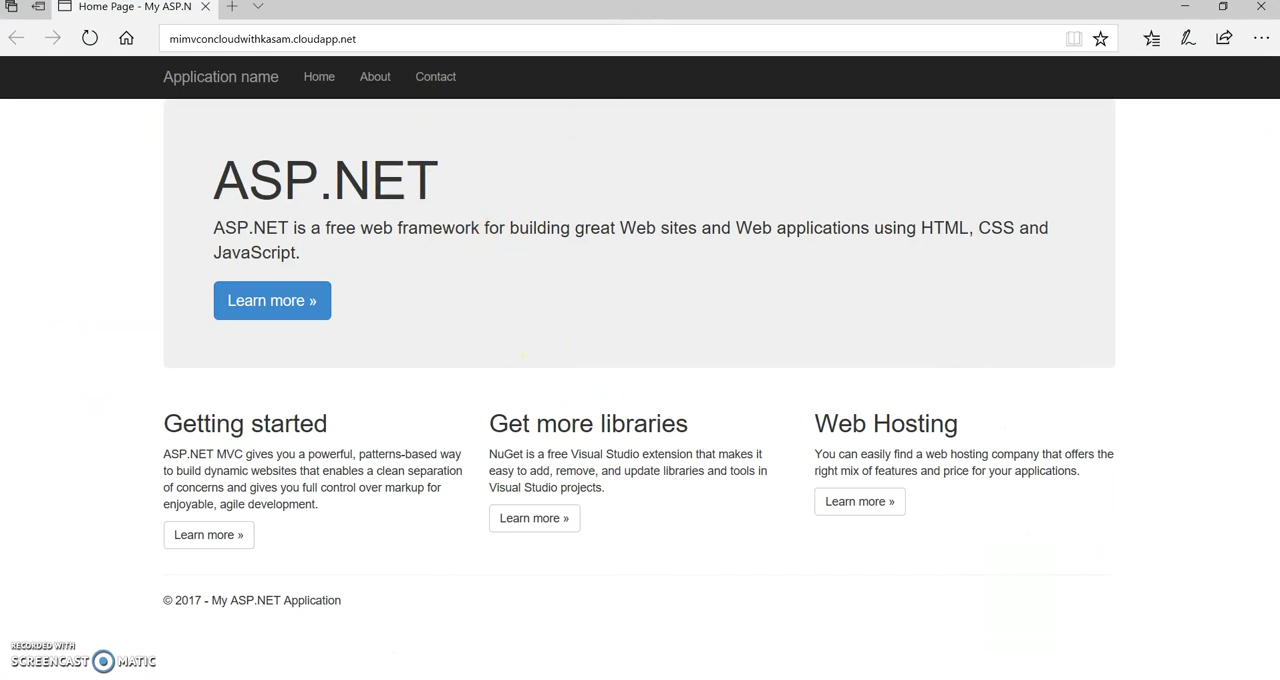 Home Page - My ASP.N
mimvconcloudwithkasam.cloudapp.net
Application name Home About Contact
ASP.NET
ASP.NET is a free web framework for building great Web sites and Web applications using HTML, CSS and
JavaScript.
Learn more »
Getting started
ASP.NET MVC gives you a powerful, patterns-based way
to build dynamic websites that enables a clean separation
of concerns and gives you full control over markup for
enjoyable, agile development.
Learn more »
Get more libraries
NuGet is a free Visual Studio extension that makes it
easy to add, remove, and update libraries and tools in
Visual Studio projects.
Learn more »
Web Hosting
You can easily find a web hosting company that offers the
right mix of features and price for your applications.
Learn more »
© 2017 - My ASP.NET Application
RECORDED WITH
SCREENCAST MATIC